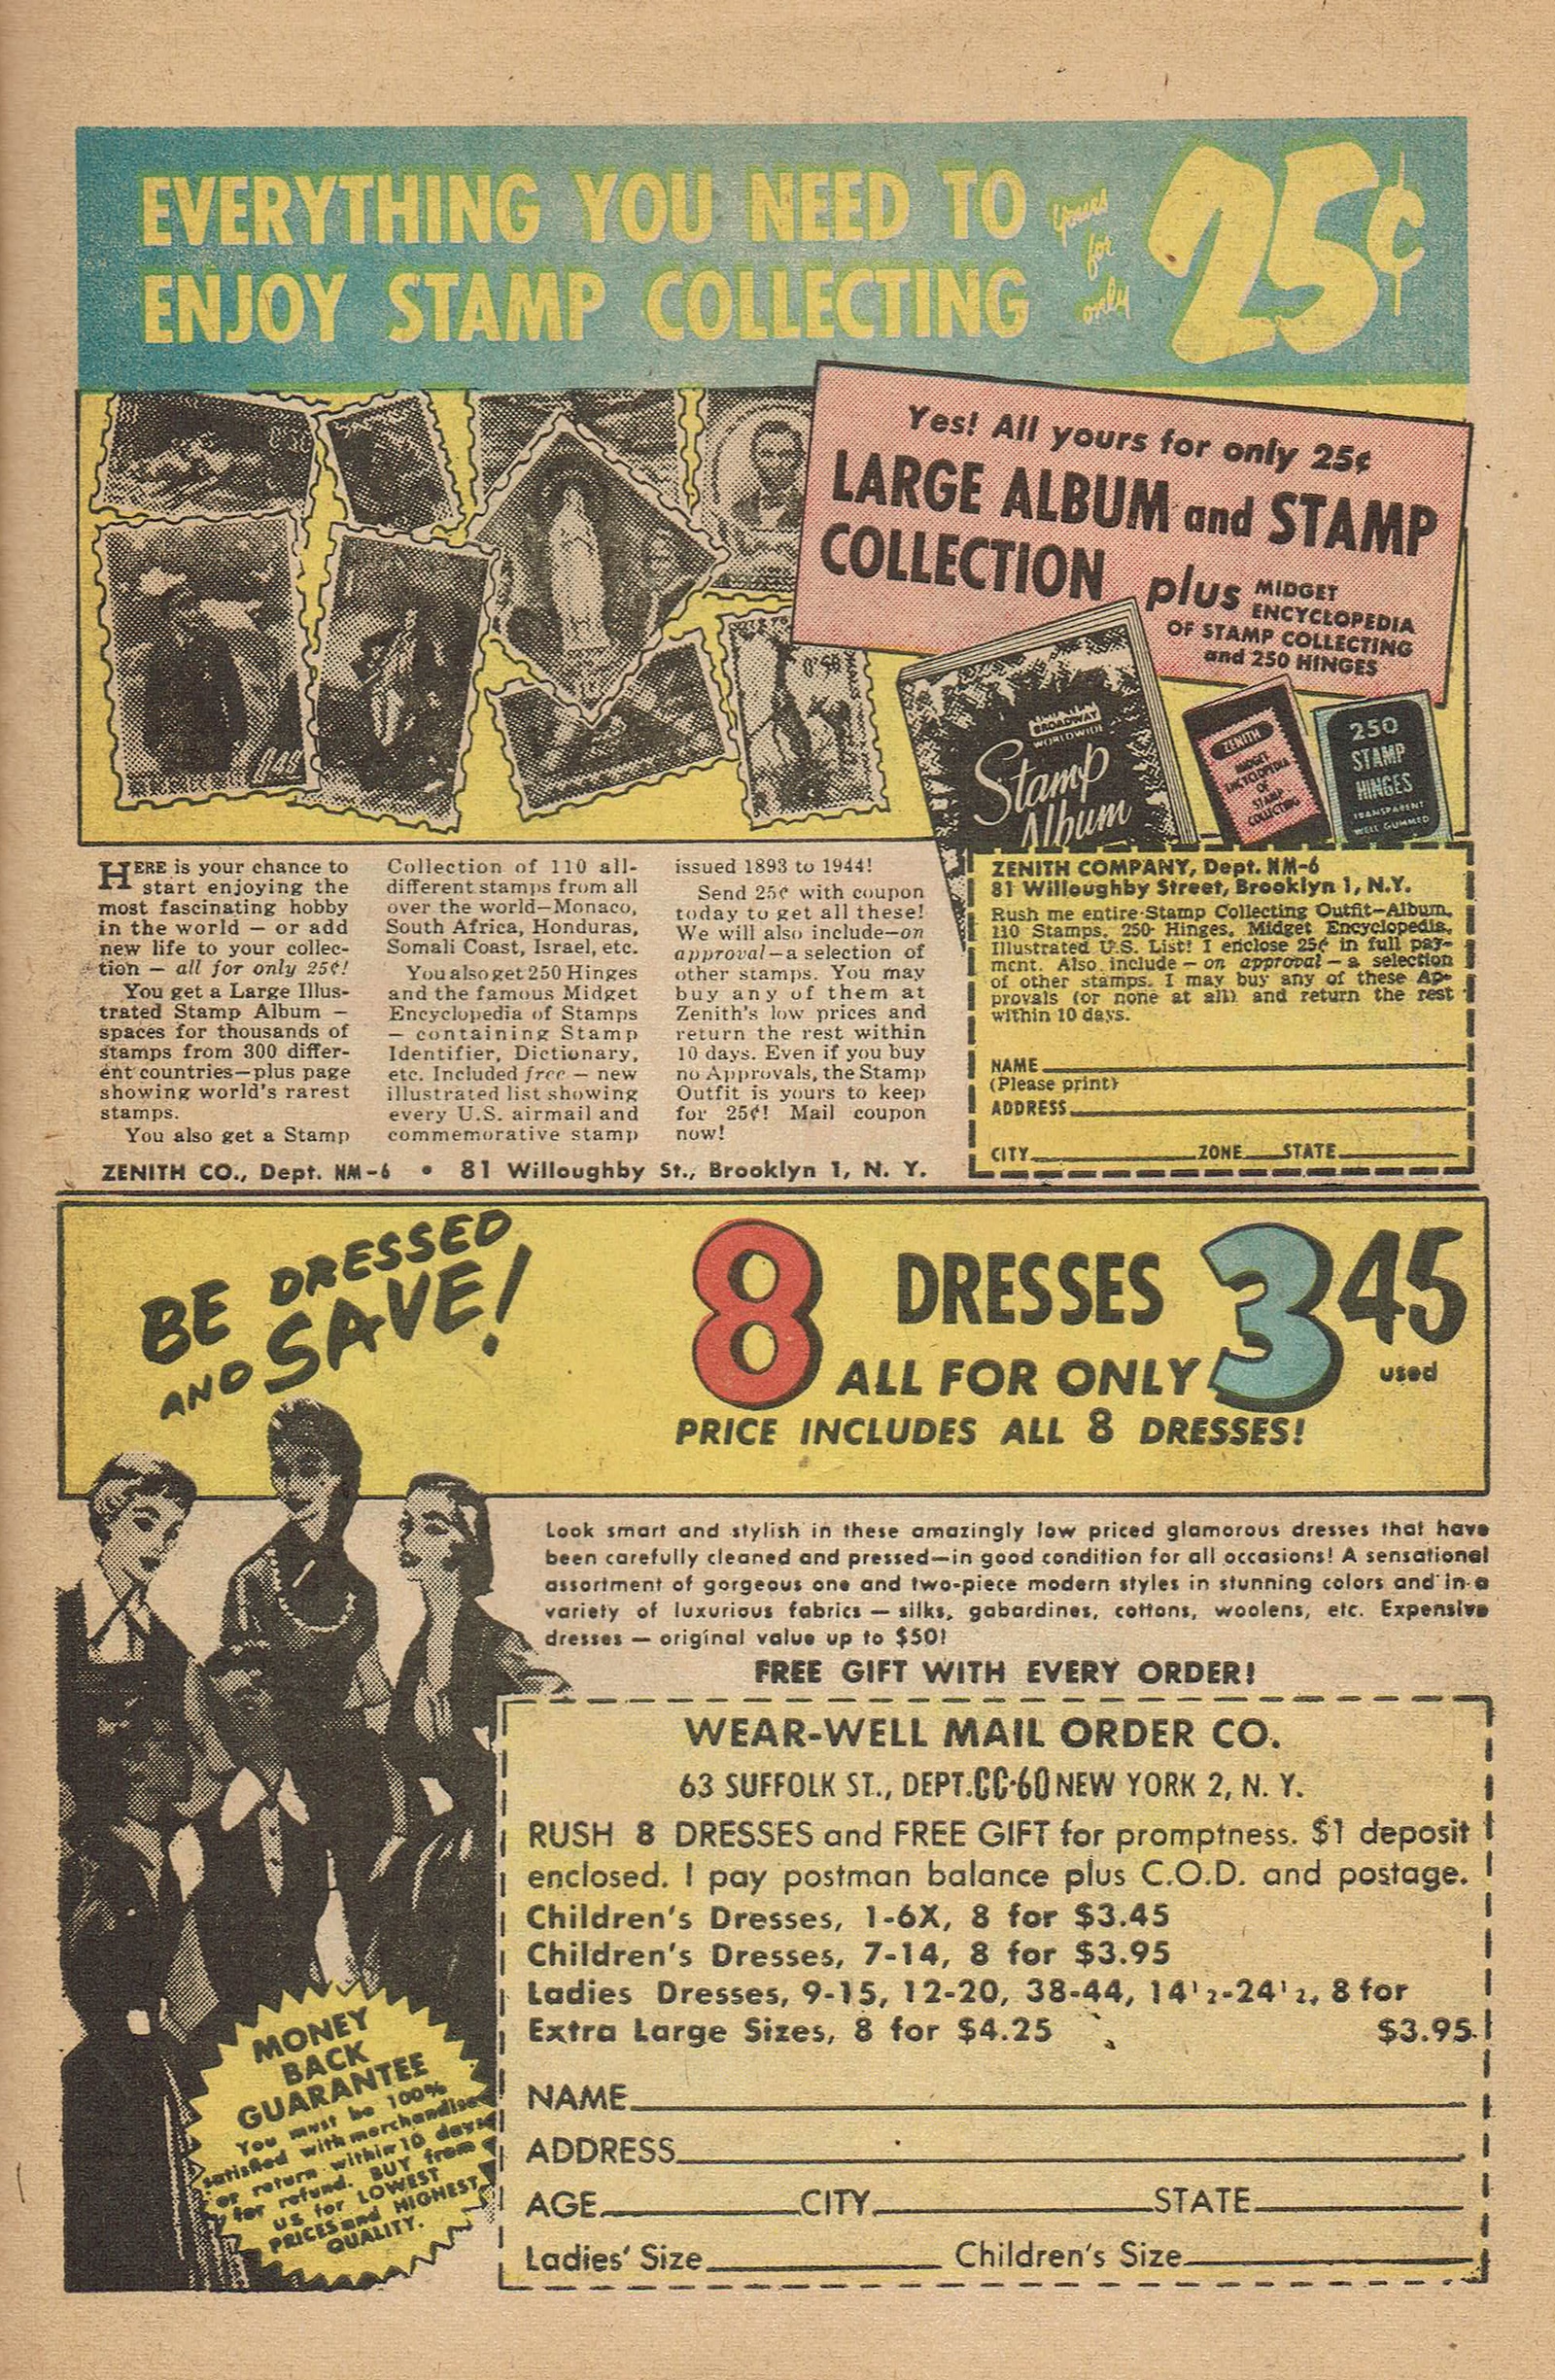 EVERYTHING YOU NEED TO
ENJOY STAMP COLLECTING
yours
for
only
25¢
Yes! All yours for only 25¢
LARGE ALBUM and STAMP
COLLECTION plus MIDGET
ENCYCLOPEDIA
OF STAMP COLLECTING
and 250 HINGES
BROADWAY
WORLDWIDE
Stamp
Album
ZENITH
MIDGET
ENCYCLOPEDIA
OF
STAMP
COLLECTING
250
STAMP
HINGES
TRANSPARENT
WELL GUMMED
HERE is your chance to
start enjoying the
most fascinating hobby
in the world — or add
new life to your collec-
tion — all for only 25¢!
You get a Large Illus-
trated Stamp Album —
spaces for thousands of
stamps from 300 differ-
ent countries—plus page
showing world's rarest
stamps.
You also get a Stamp
Collection of 110 all-
different stamps from all
over the world—Monaco,
South Africa, Honduras,
Somali Coast, Israel, etc.
You also get 250 Hinges
and the famous Midget
Encyclopedia of Stamps
— containing Stamp
Identifier, Dictionary,
etc. Included free — new
illustrated list showing
every U.S. airmail and
commemorative stamp
issued 1893 to 1944!
Send 25¢ with coupon
today to get all these!
We will also include—on
approval—a selection of
other stamps. You may
buy any of them at
Zenith's low prices and
return the rest within
10 days. Even if you buy
no Approvals, the Stamp
Outfit is yours to keep
for 25¢! Mail coupon
now!
ZENITH CO., Dept. NM-6 • 81 Willoughby St., Brooklyn 1, N. Y.
ZENITH COMPANY, Dept. NM-6
81 Willoughby Street, Brooklyn 1, N.Y.
Rush me entire Stamp Collecting Outfit—Album,
110 Stamps, 250 Hinges, Midget Encyclopedia,
Illustrated U.S. List! I enclose 25¢ in full pay-
ment. Also include — on approval — a selection
of other stamps. I may buy any of these Ap-
provals (or none at all) and return the rest
within 10 days.
NAME
(Please print)
ADDRESS
CITY ZONE STATE
BE DRESSED
AND SAVE!
8 DRESSES 3 45
ALL FOR ONLY used
PRICE INCLUDES ALL 8 DRESSES!
Look smart and stylish in these amazingly low priced glamorous dresses that have
been carefully cleaned and pressed—in good condition for all occasions! A sensational
assortment of gorgeous one and two-piece modern styles in stunning colors and in a
variety of luxurious fabrics — silks, gabardines, cottons, woolens, etc. Expensive
dresses — original value up to $50!
FREE GIFT WITH EVERY ORDER!
WEAR-WELL MAIL ORDER CO.
63 SUFFOLK ST., DEPT. CC-60 NEW YORK 2, N. Y.
RUSH 8 DRESSES and FREE GIFT for promptness. $1 deposit
enclosed. I pay postman balance plus C.O.D. and postage.
Children's Dresses, 1-6X, 8 for $3.45
Children's Dresses, 7-14, 8 for $3.95
Ladies Dresses, 9-15, 12-20, 38-44, 14½-24½, 8 for
Extra Large Sizes, 8 for $4.25 $3.95
NAME
ADDRESS
AGE CITY STATE
Ladies' Size Children's Size
MONEY
BACK
GUARANTEE
You must be 100%
satisfied with merchandise
or return within 10 days
for refund. BUY from
us for LOWEST
PRICES and HIGHEST
QUALITY.